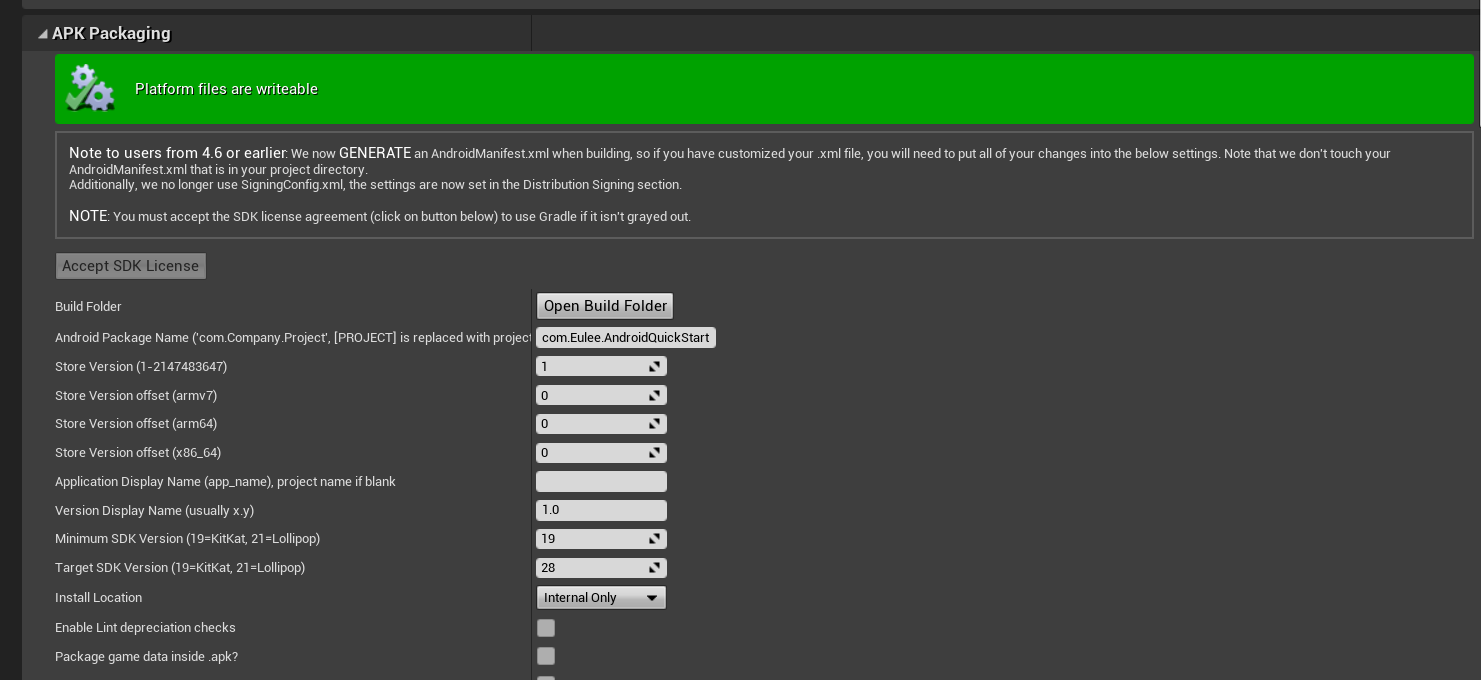 APK Packaging
Platform files are writeable
Note to users from 4.6 or earlier: We now GENERATE an AndroidManifest.xml when building, so if you have customized your .xml file, you will need to put all of your changes into the below settings. Note that we don't touch your
AndroidManifest.xml that is in your project directory.
Additionally, we no longer use SigningConfig.xml, the settings are now set in the Distribution Signing section.
NOTE: You must accept the SDK license agreement (click on button below) to use Gradle if it isn't grayed out.
Accept SDK License
Build Folder Open Build Folder
Android Package Name ('com.Company.Project', [PROJECT] is replaced with project com.Eulee.AndroidQuickStart
Store Version (1-2147483647) 1
Store Version offset (armv7) 0
Store Version offset (arm64) 0
Store Version offset (x86_64) 0
Application Display Name (app_name), project name if blank
Version Display Name (usually x.y) 1.0
Minimum SDK Version (19=KitKat, 21=Lollipop) 19
Target SDK Version (19=KitKat, 21=Lollipop) 28
Install Location Internal Only
Enable Lint depreciation checks
Package game data inside .apk?